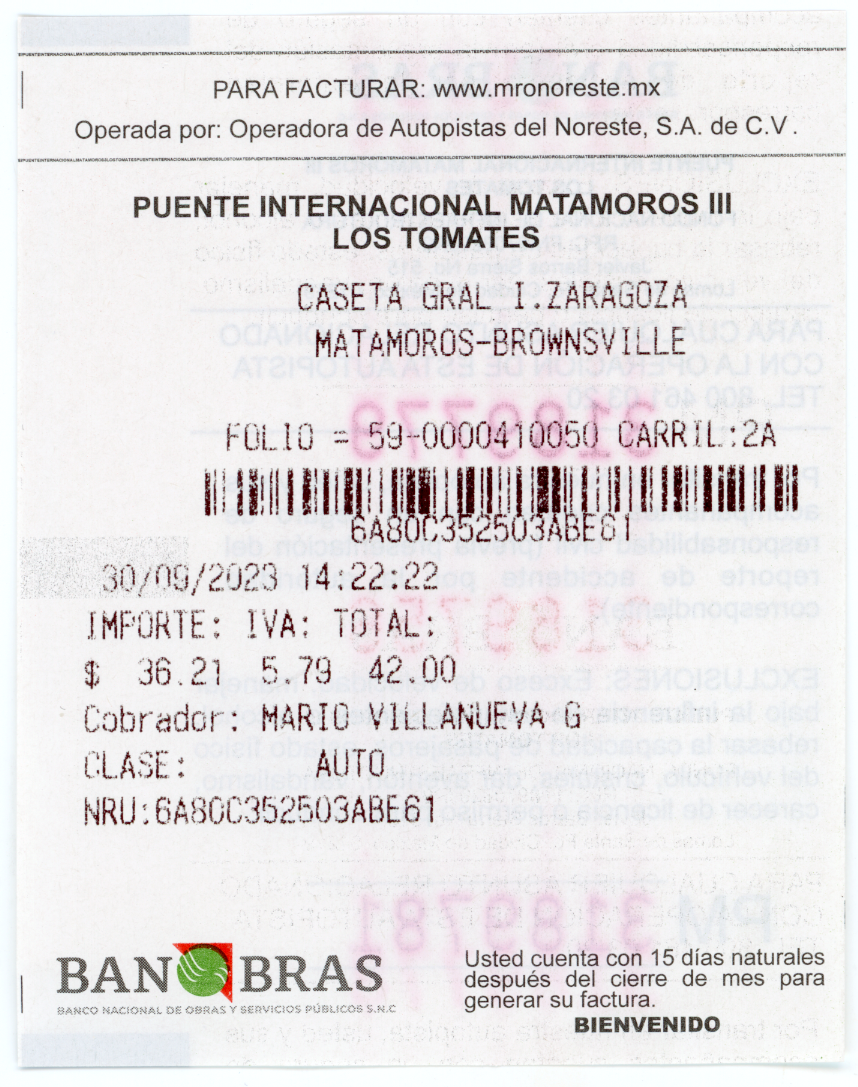 PARA FACTURAR: www.mronoreste.mx
Operada por: Operadora de Autopistas del Noreste, S.A. de C.V.
PUENTE INTERNACIONAL MATAMOROS III
LOS TOMATES
CASETA GRAL I.ZARAGOZA
MATAMOROS-BROWNSVILLE
FOLIO = 59-0000410050 CARRIL:2A
6A80C352503ABE61
30/09/2023 14:22:22
IMPORTE: IVA: TOTAL:
$ 36.21 5.79 42.00
Cobrador: MARIO VILLANUEVA G
CLASE: AUTO
NRU:6A80C352503ABE61
BANOBRAS
BANCO NACIONAL DE OBRAS Y SERVICIOS PÚBLICOS S.N.C
Usted cuenta con 15 días naturales
después del cierre de mes para
generar su factura.
BIENVENIDO